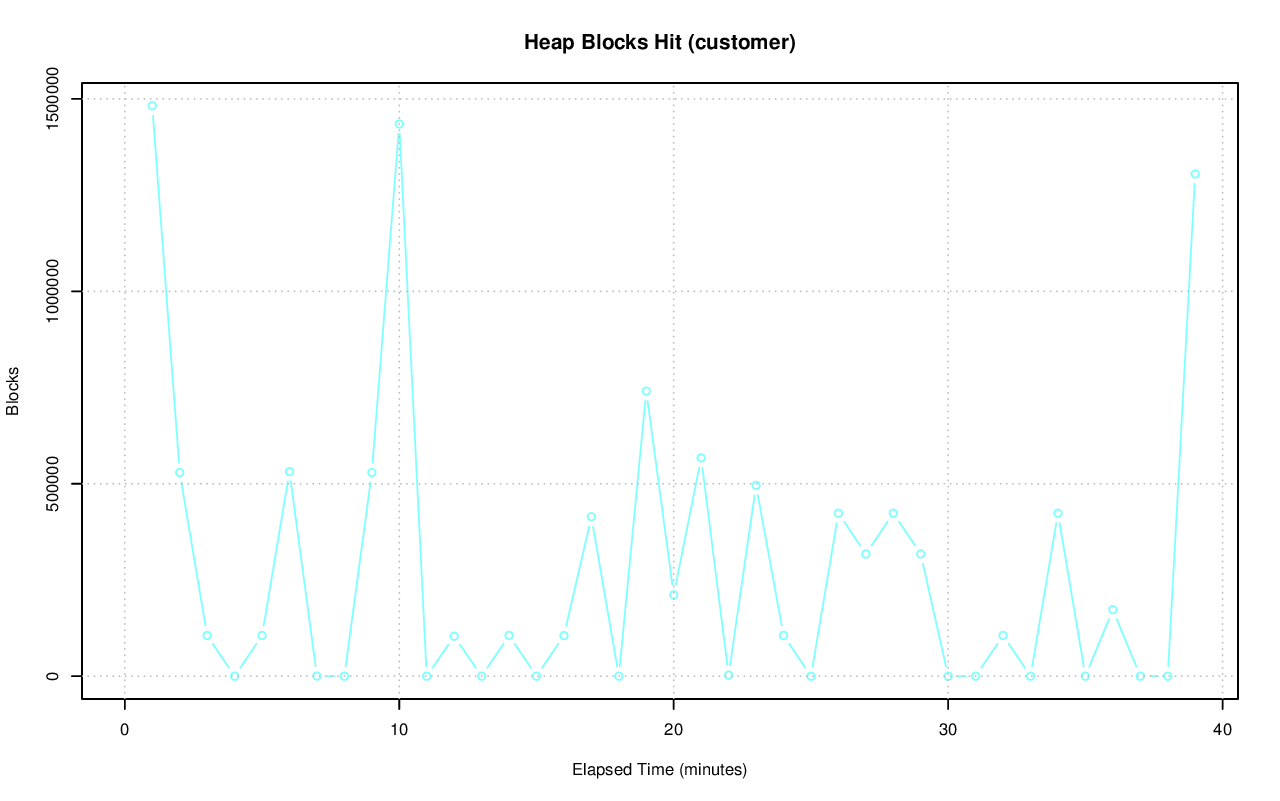 Heap Blocks Hit (customer)
1500000
1000000
500000
0
Blocks
0 10 20 30 40
Elapsed Time (minutes)